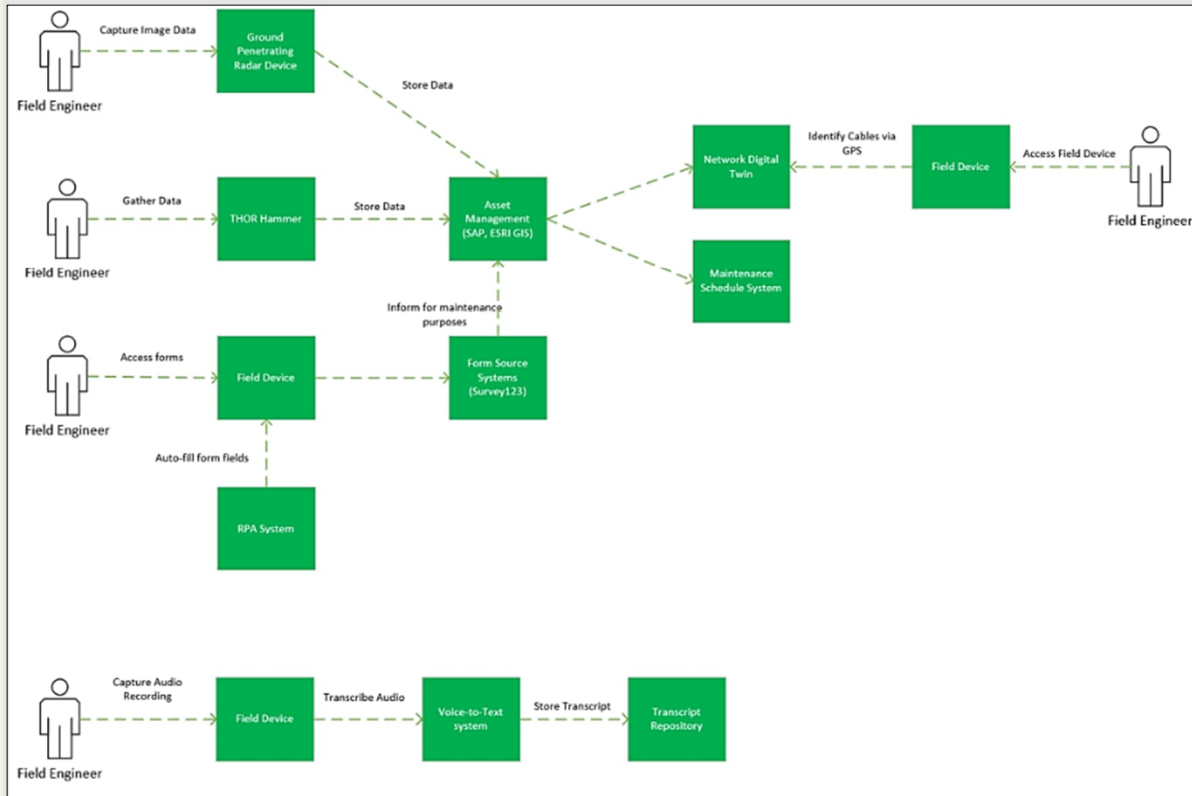 Capture Image Data
Ground
Penetrating
Radar Device
Field Engineer
Store Data
Network Digital
Twin
Identify Cables via
GPS
Field Device
Access Field Device
Field Engineer
Gather Data
THOR Hammer
Store Data
Asset
Management
(SAP, ESRI GIS)
Field Engineer
Maintenance
Schedule System
Inform for maintenance
purposes
Access forms
Field Device
Form Source
Systems
(Survey123)
Field Engineer
Auto-fill form fields
RPA System
Capture Audio
Recording
Field Device
Transcribe Audio
Voice-to-Text
system
Store Transcript
Transcript
Repository
Field Engineer